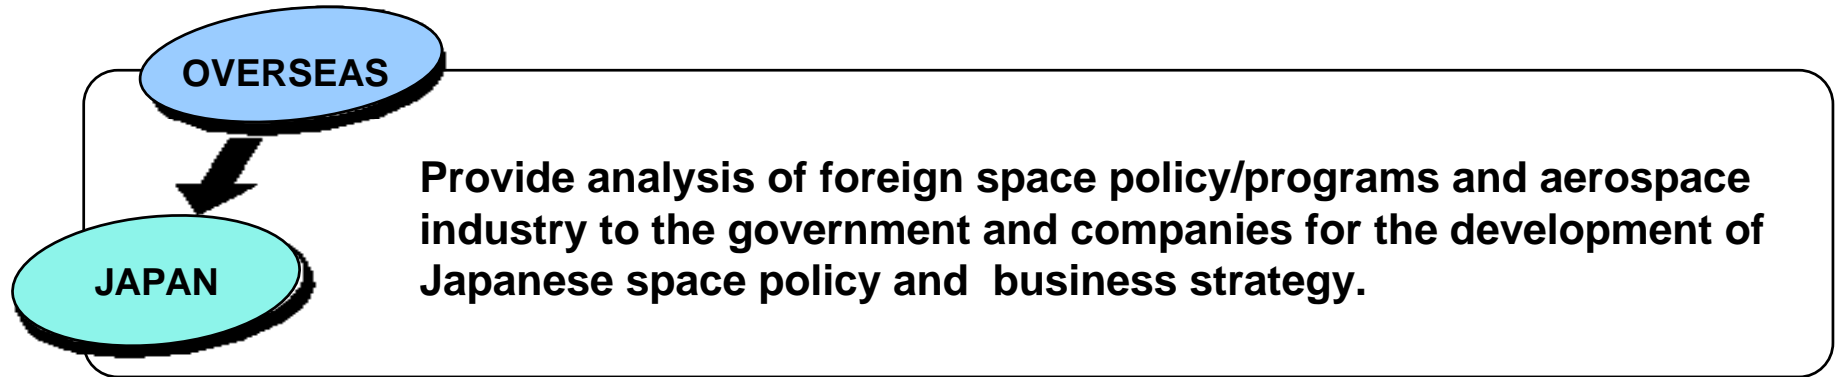 OVERSEAS
Provide analysis of foreign space policy/programs and aerospace
industry to the government and companies for the development of
Japanese space policy and  business strategy.
JAPAN